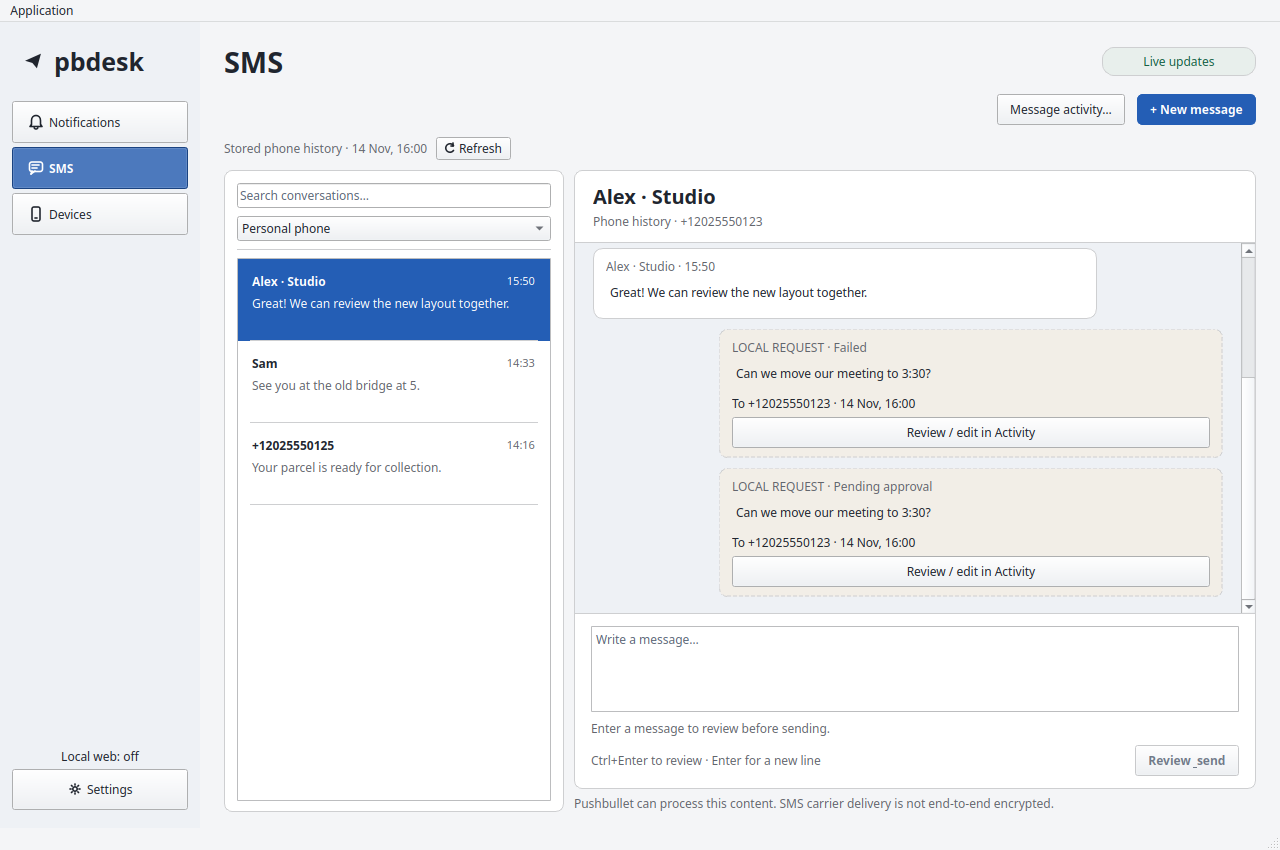 Application
pbdesk
Notifications
SMS
Devices
Local web: off
Settings
SMS
Live updates
Message activity...
+ New message
Stored phone history · 14 Nov, 16:00
Refresh
Search conversations...
Personal phone
Alex · Studio 15:50
Great! We can review the new layout together.
Sam 14:33
See you at the old bridge at 5.
+12025550125 14:16
Your parcel is ready for collection.
Alex · Studio
Phone history · +12025550123
Alex · Studio · 15:50
Great! We can review the new layout together.
LOCAL REQUEST · Failed
Can we move our meeting to 3:30?
To +12025550123 · 14 Nov, 16:00
Review / edit in Activity
LOCAL REQUEST · Pending approval
Can we move our meeting to 3:30?
To +12025550123 · 14 Nov, 16:00
Review / edit in Activity
Write a message...
Enter a message to review before sending.
Ctrl+Enter to review · Enter for a new line
Review _send
Pushbullet can process this content. SMS carrier delivery is not end-to-end encrypted.